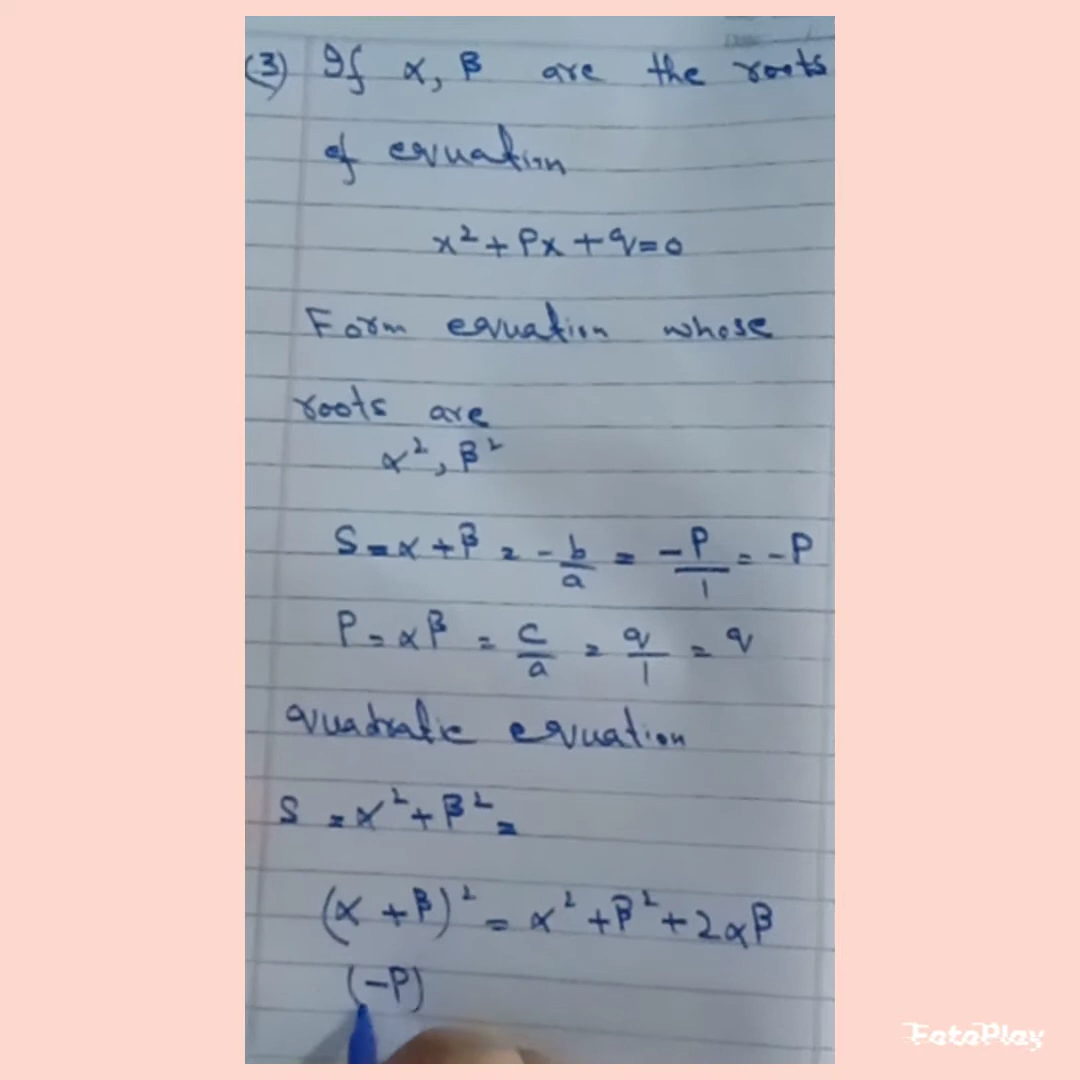 (3) If α, β are the roots
of equation
x² + Px + q = 0
Form equation whose
roots are
α², β²
S = α + β = - b/a = -P/1 = -P
P = αβ = c/a = q/1 = q
quadratic equation
S = α² + β² =
(α + β)² = α² + β² + 2αβ
(-P)
FotoPlay